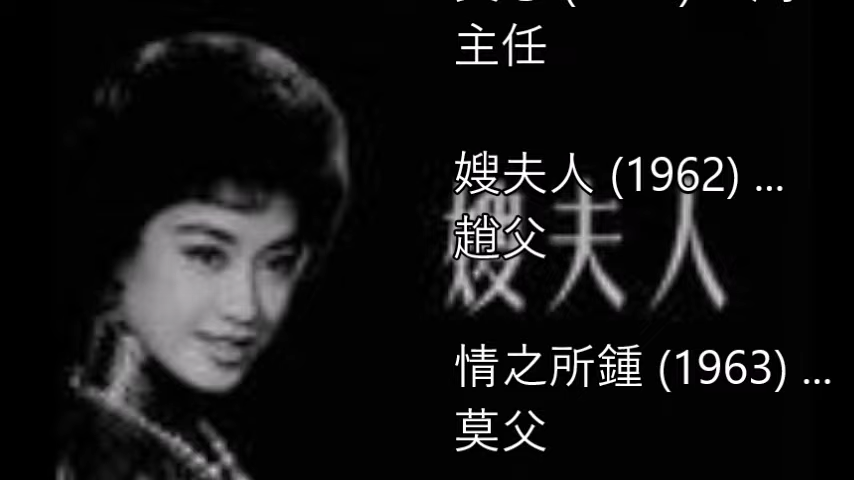 主任
嫂夫人 (1962) ...
趙父
嫂夫人
情之所鍾 (1963) ...
莫父